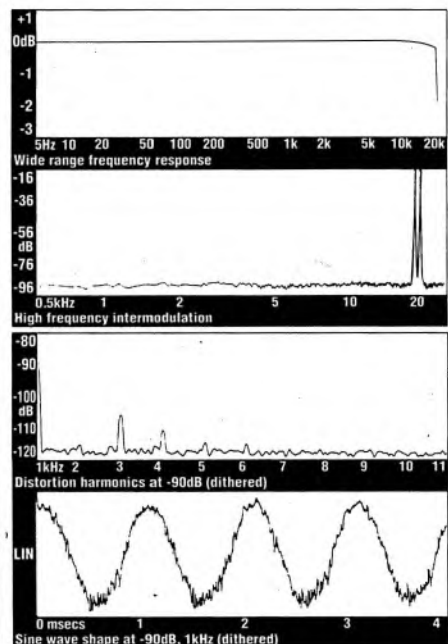 +1
0dB
-1
-2
-3
5Hz 10 20 50 100 200 500 1k 2k 5k 10k 20k
Wide range frequency response
-16
-36
-56
dB
-76
-96
0.5kHz 1 2 5 10 20
High frequency intermodulation
-80
-90
-100
dB
-110
-120
1kHz 2 3 4 5 6 7 8 9 10 11
Distortion harmonics at -90dB (dithered)
LIN
0 msecs 1 2 3 4
Sine wave shape at -90dB, 1kHz (dithered)